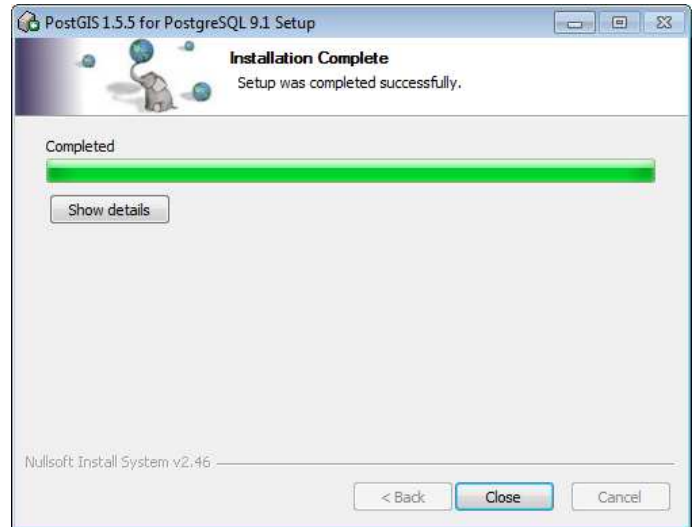 PostGIS 1.5.5 for PostgreSQL 9.1 Setup
Installation Complete
Setup was completed successfully.
Completed
Show details
Nullsoft Install System v2.46
< Back
Close
Cancel